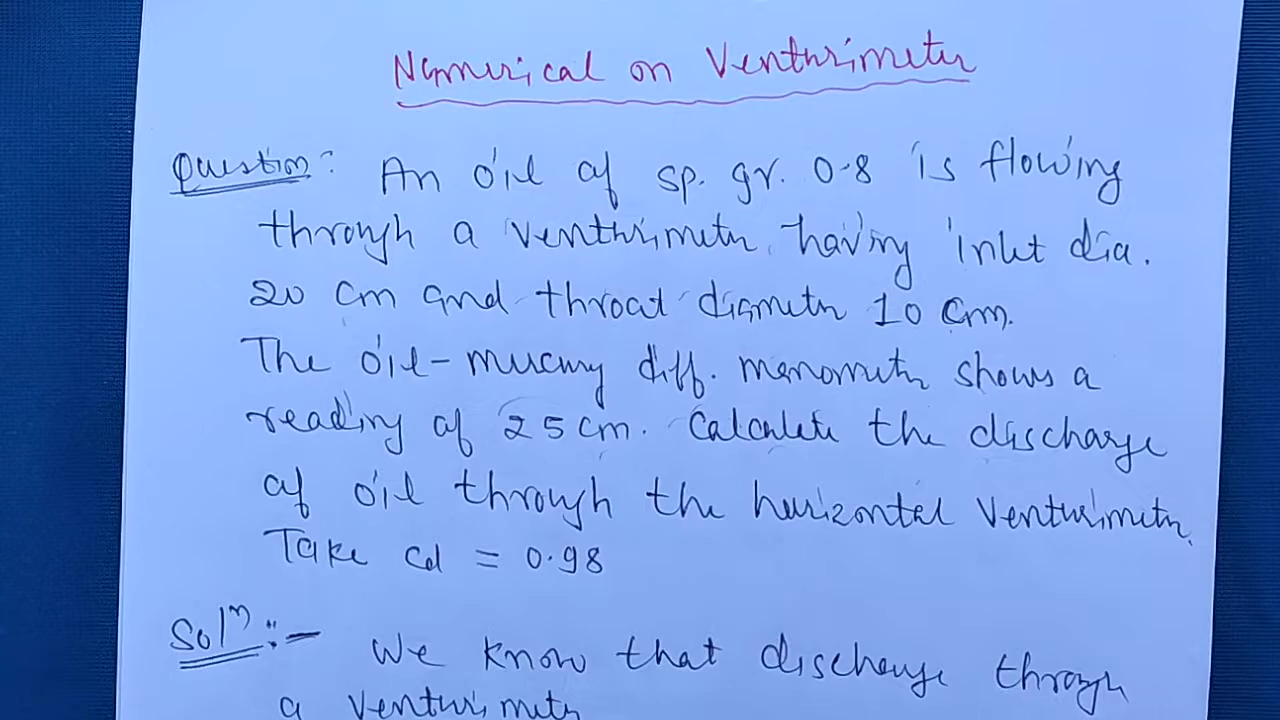 Numerical on Venturimeter
Question: An oil of sp. gr. 0.8 is flowing
through a venturimeter having inlet dia.
20 cm and throat diameter 10 cm.
The oil-mercury diff. manometer shows a
reading of 25 cm. Calculate the discharge
of oil through the horizontal venturimeter.
Take Cd = 0.98
Solⁿ:- We know that discharge through
a venturimeter